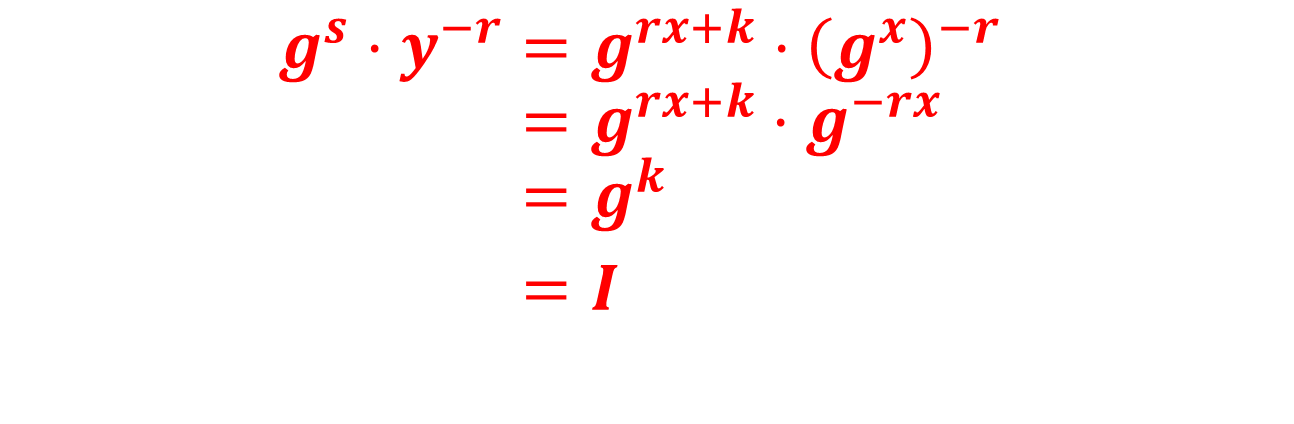 g^s · y^{−r} = g^{rx+k} · (g^x)^{−r}
= g^{rx+k} · g^{−rx}
= g^k
= I